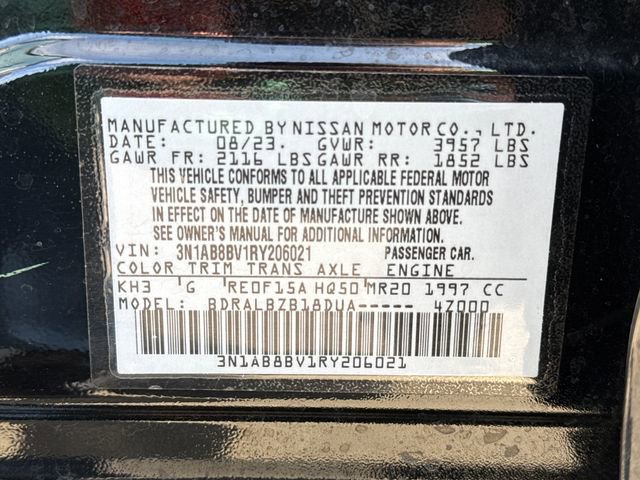 MANUFACTURED BY NISSAN MOTOR CO., LTD.
DATE: 08/23. GVWR: 3957 LBS
GAWR FR: 2116 LBS GAWR RR: 1852 LBS
THIS VEHICLE CONFORMS TO ALL APPLICABLE FEDERAL MOTOR
VEHICLE SAFETY, BUMPER AND THEFT PREVENTION STANDARDS
IN EFFECT ON THE DATE OF MANUFACTURE SHOWN ABOVE.
SEE OWNER'S MANUAL FOR ADDITIONAL INFORMATION.
VIN: 3N1AB8BV1RY206021 PASSENGER CAR.
COLOR TRIM TRANS AXLE ENGINE
KH3 G RE0F15A HQ50 MR20 1997 CC
MODEL: BDRALBZB18DUA----- 4Z000
3N1AB8BV1RY206021